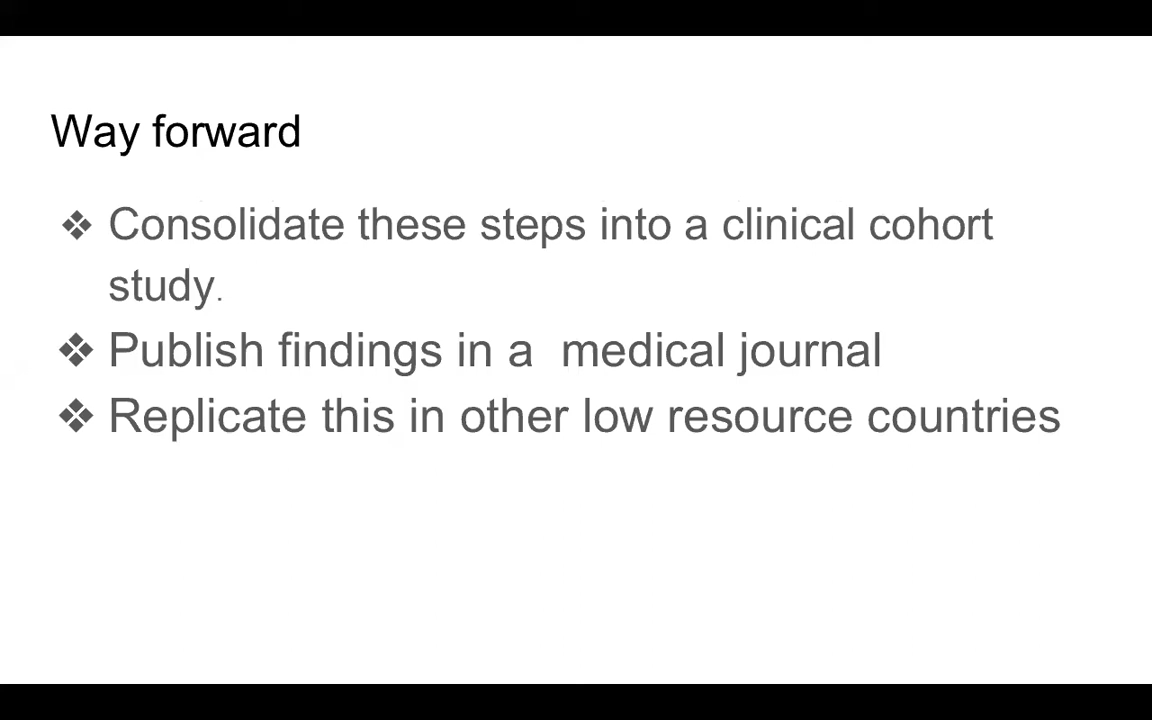 Way forward
❖ Consolidate these steps into a clinical cohort
study.
❖ Publish findings in a  medical journal
❖ Replicate this in other low resource countries